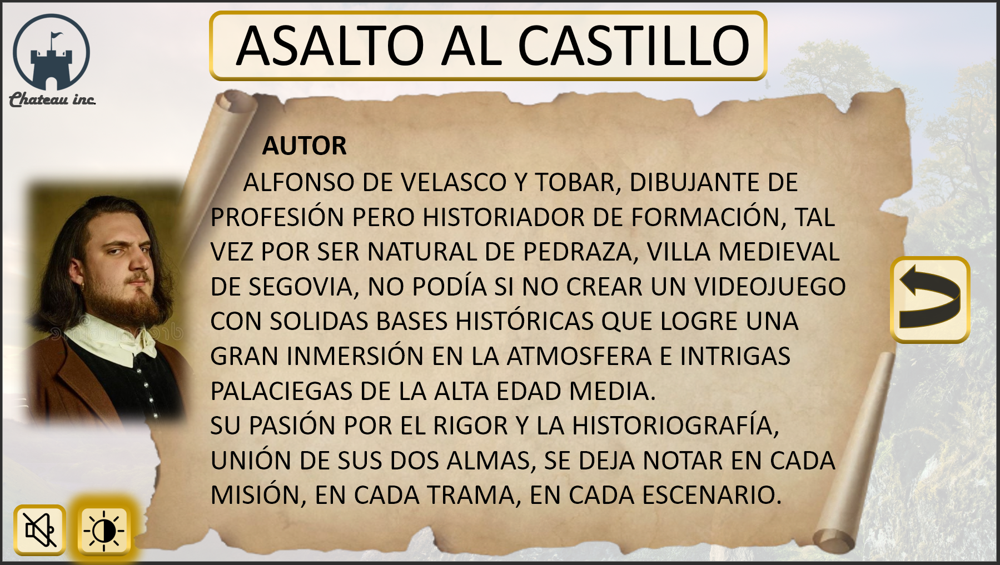 ASALTO AL CASTILLO
Chateau inc.
AUTOR
ALFONSO DE VELASCO Y TOBAR, DIBUJANTE DE
PROFESIÓN PERO HISTORIADOR DE FORMACIÓN, TAL
VEZ POR SER NATURAL DE PEDRAZA, VILLA MEDIEVAL
DE SEGOVIA, NO PODÍA SI NO CREAR UN VIDEOJUEGO
CON SOLIDAS BASES HISTÓRICAS QUE LOGRE UNA
GRAN INMERSIÓN EN LA ATMOSFERA E INTRIGAS
PALACIEGAS DE LA ALTA EDAD MEDIA.
SU PASIÓN POR EL RIGOR Y LA HISTORIOGRAFÍA,
UNIÓN DE SUS DOS ALMAS, SE DEJA NOTAR EN CADA
MISIÓN, EN CADA TRAMA, EN CADA ESCENARIO.